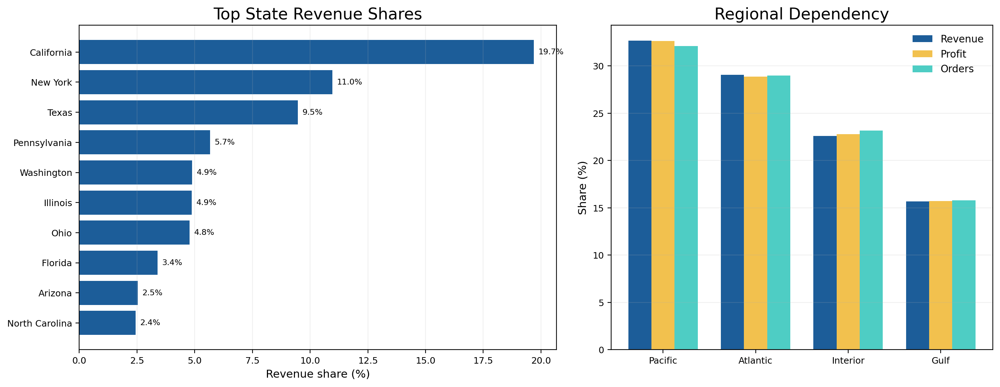 Top State Revenue Shares
California
19.7%
New York
11.0%
Texas
9.5%
Pennsylvania
5.7%
Washington
4.9%
Illinois
4.9%
Ohio
4.8%
Florida
3.4%
Arizona
2.5%
North Carolina
2.4%
0.0 2.5 5.0 7.5 10.0 12.5 15.0 17.5 20.0
Revenue share (%)
Regional Dependency
Revenue
Profit
Orders
Share (%)
30
25
20
15
10
5
0
Pacific Atlantic Interior Gulf